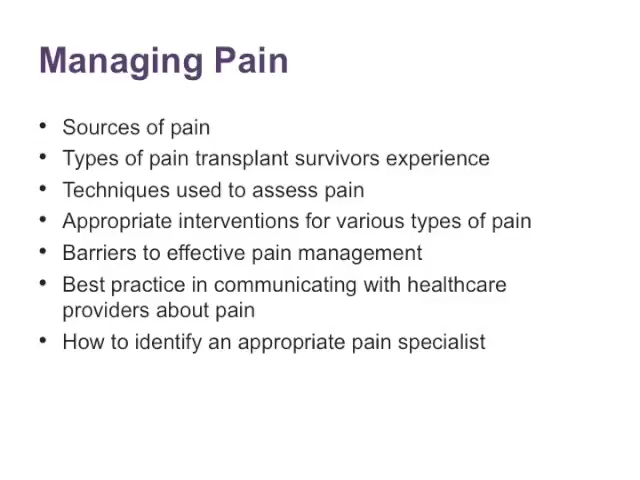 Managing Pain
• Sources of pain
• Types of pain transplant survivors experience
• Techniques used to assess pain
• Appropriate interventions for various types of pain
• Barriers to effective pain management
• Best practice in communicating with healthcare
providers about pain
• How to identify an appropriate pain specialist